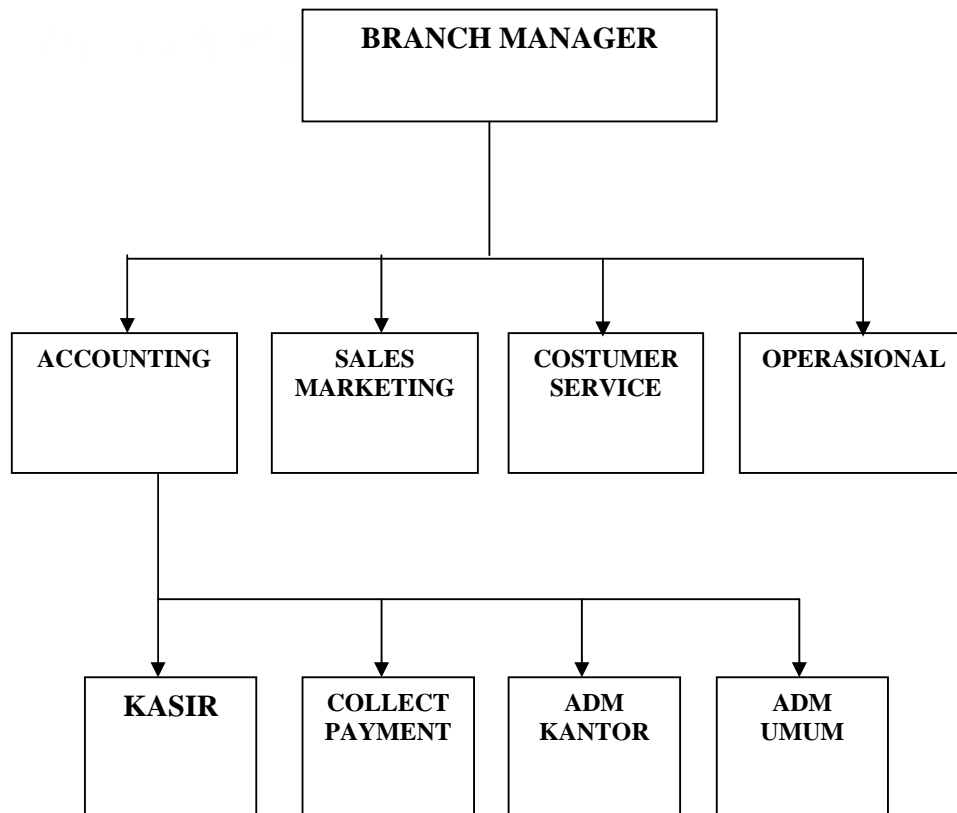 BRANCH MANAGER
ACCOUNTING
SALES
MARKETING
COSTUMER
SERVICE
OPERASIONAL
KASIR
COLLECT
PAYMENT
ADM
KANTOR
ADM
UMUM